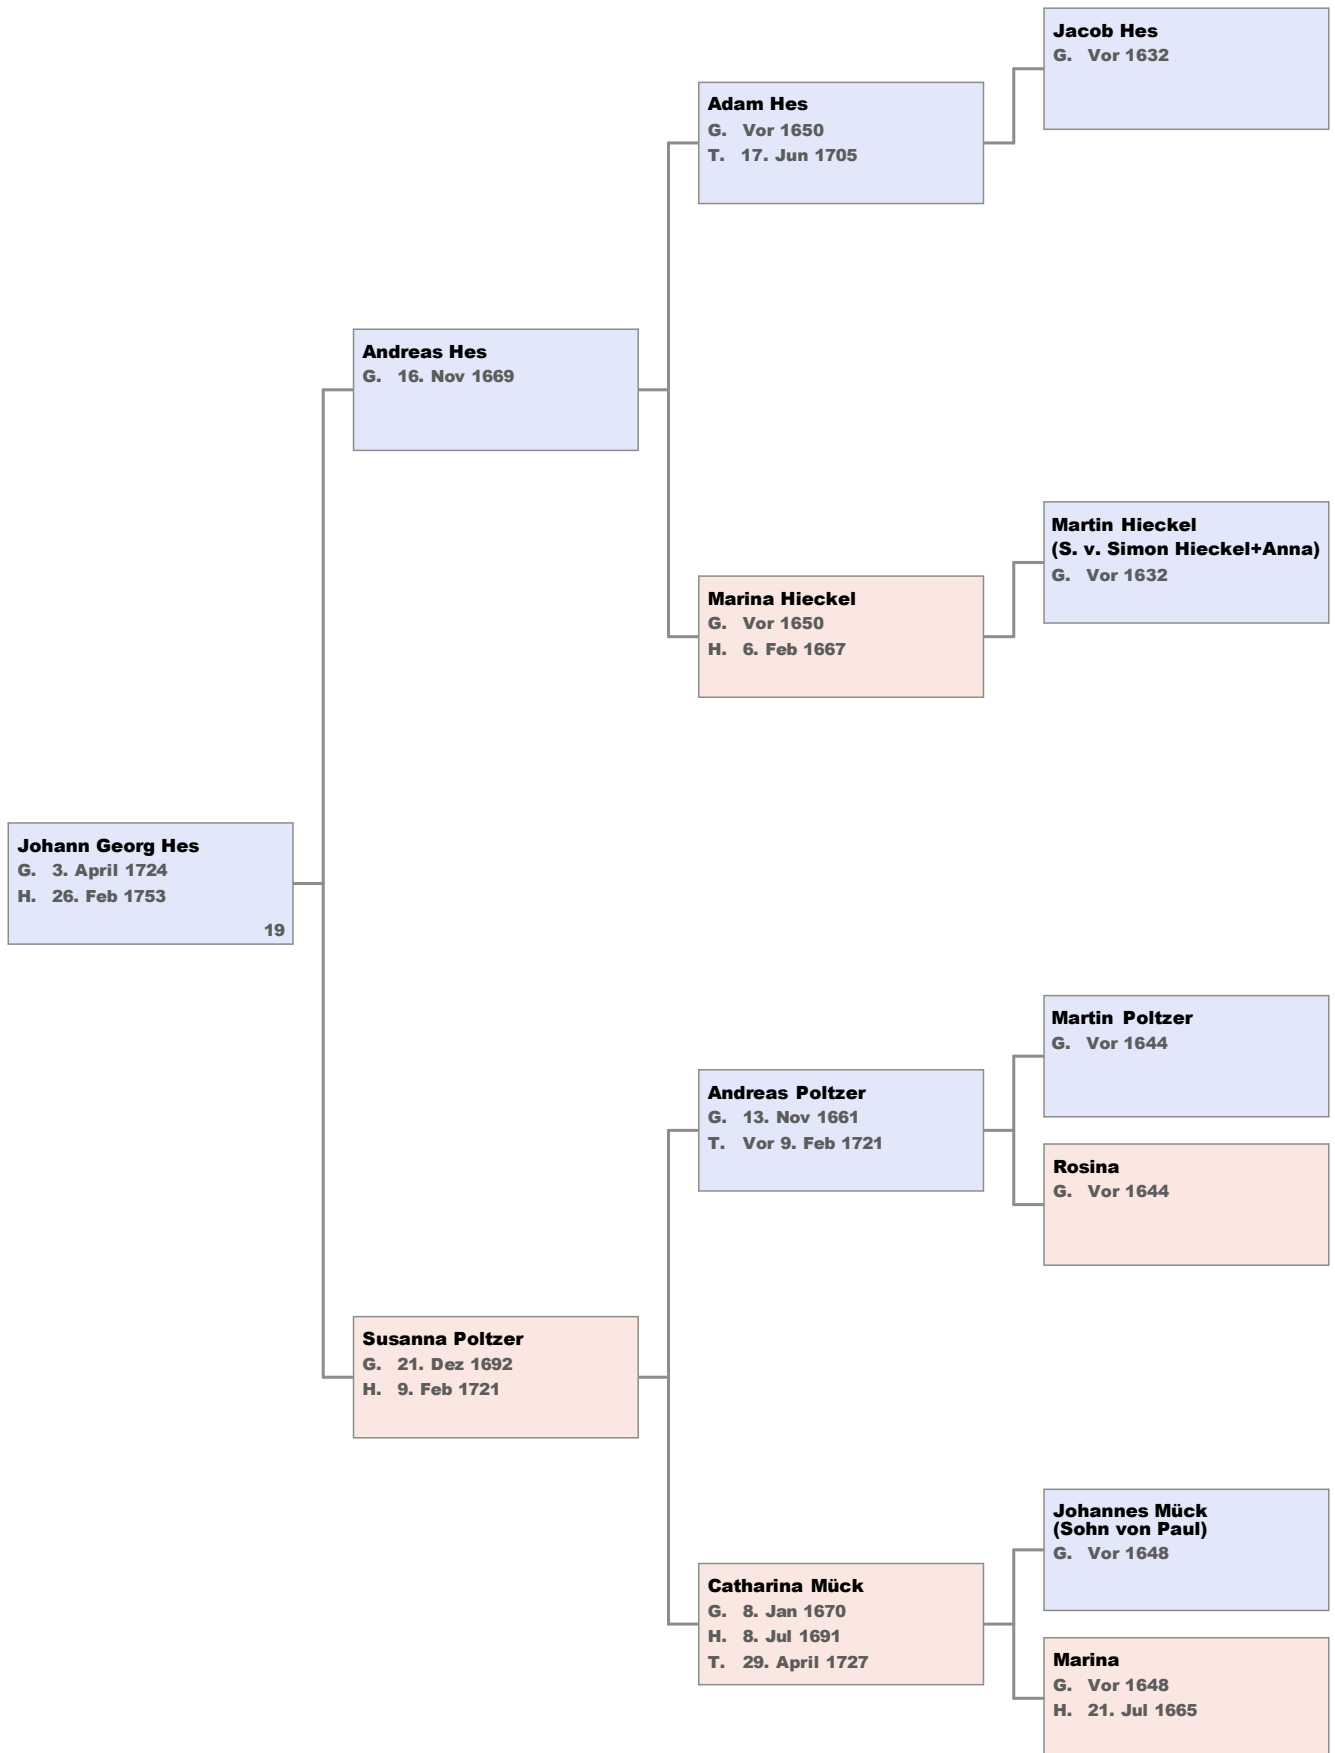 Jacob Hes
G. Vor 1632
Adam Hes
G. Vor 1650
T. 17. Jun 1705
Andreas Hes
G. 16. Nov 1669
Martin Hieckel
(S. v. Simon Hieckel+Anna)
G. Vor 1632
Marina Hieckel
G. Vor 1650
H. 6. Feb 1667
Johann Georg Hes
G. 3. April 1724
H. 26. Feb 1753
19
Martin Poltzer
G. Vor 1644
Andreas Poltzer
G. 13. Nov 1661
T. Vor 9. Feb 1721
Rosina
G. Vor 1644
Susanna Poltzer
G. 21. Dez 1692
H. 9. Feb 1721
Johannes Mück
(Sohn von Paul)
G. Vor 1648
Catharina Mück
G. 8. Jan 1670
H. 8. Jul 1691
T. 29. April 1727
Marina
G. Vor 1648
H. 21. Jul 1665